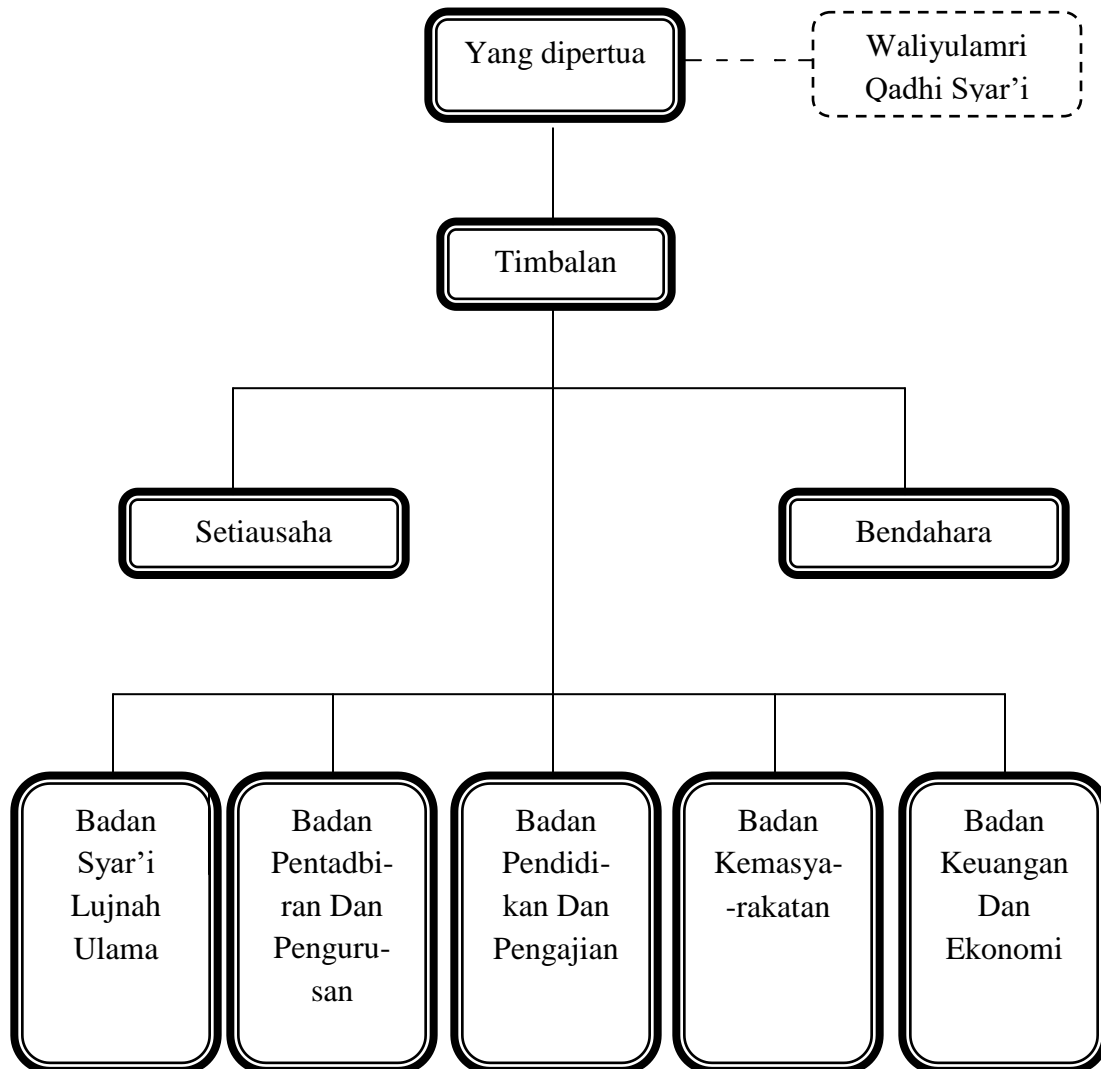 Yang dipertua
Waliyulamri
Qadhi Syar’i
Timbalan
Setiausaha
Bendahara
Badan
Syar’i
Lujnah
Ulama
Badan
Pentadbi-
ran Dan
Penguru-
san
Badan
Pendidi-
kan Dan
Pengajian
Badan
Kemasya-
-rakatan
Badan
Keuangan
Dan
Ekonomi